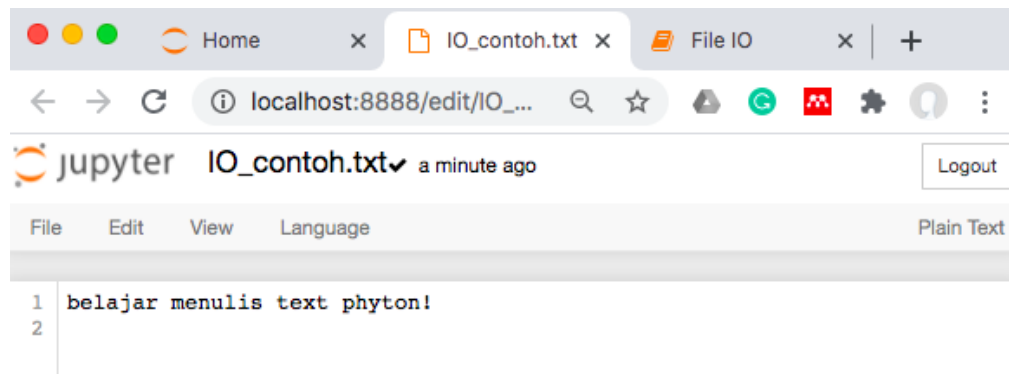 Home
IO_contoh.txt
File IO
localhost:8888/edit/IO_...
jupyter IO_contoh.txt a minute ago
Logout
File Edit View Language
Plain Text
1 belajar menulis text phyton!
2